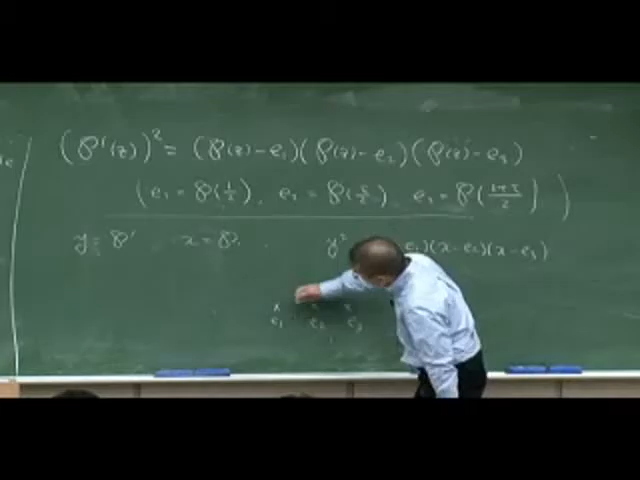 (℘'(z))² = (℘(z)-e₁)(℘(z)-e₂)(℘(z)-e₃)
(e₁ = ℘(1/2), e₂ = ℘(τ/2), e₃ = ℘((1+τ)/2))
y = ℘' x = ℘. y² e₁)(x-e₂)(x-e₃)
x x x
e₁ e₂ e₃